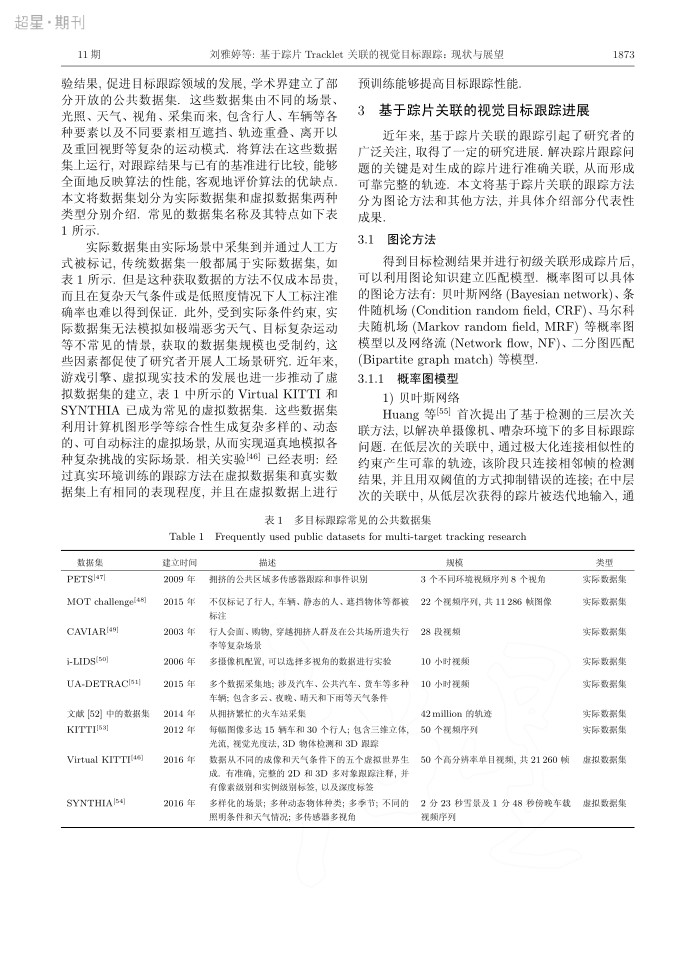 超星·期刊
11 期
刘雅婷等: 基于踪片 Tracklet 关联的视觉目标跟踪: 现状与展望
1873
验结果, 促进目标跟踪领域的发展, 学术界建立了部
分开放的公共数据集. 这些数据集由不同的场景、
光照、天气、视角、采集而来, 包含行人、车辆等各
种要素以及不同要素相互遮挡、轨迹重叠、离开以
及重回视野等复杂的运动模式. 将算法在这些数据
集上运行, 对跟踪结果与已有的基准进行比较, 能够
全面地反映算法的性能, 客观地评价算法的优缺点.
本文将数据集划分为实际数据集和虚拟数据集两种
类型分别介绍. 常见的数据集名称及其特点如下表
1 所示.
实际数据集由实际场景中采集到并通过人工方
式被标记, 传统数据集一般都属于实际数据集, 如
表 1 所示. 但是这种获取数据的方法不仅成本昂贵,
而且在复杂天气条件或是低照度情况下人工标注准
确率也难以得到保证. 此外, 受到实际条件约束, 实
际数据集无法模拟如极端恶劣天气、目标复杂运动
等不常见的情景, 获取的数据集规模也受制约, 这
些因素都促使了研究者开展人工场景研究. 近年来,
游戏引擎、虚拟现实技术的发展也进一步推动了虚
拟数据集的建立, 表 1 中所示的 Virtual KITTI 和
SYNTHIA 已成为常见的虚拟数据集. 这些数据集
利用计算机图形学等综合性生成复杂多样的、动态
的、可自动标注的虚拟场景, 从而实现逼真地模拟各
种复杂挑战的实际场景. 相关实验[46] 已经表明: 经
过真实环境训练的跟踪方法在虚拟数据集和真实数
据集上有相同的表现程度, 并且在虚拟数据上进行
预训练能够提高目标跟踪性能.
3 基于踪片关联的视觉目标跟踪进展
近年来, 基于踪片关联的跟踪引起了研究者的
广泛关注, 取得了一定的研究进展. 解决踪片跟踪问
题的关键是对生成的踪片进行准确关联, 从而形成
可靠完整的轨迹. 本文将基于踪片关联的跟踪方法
分为图论方法和其他方法, 并具体介绍部分代表性
成果.
3.1 图论方法
得到目标检测结果并进行初级关联形成踪片后,
可以利用图论知识建立匹配模型. 概率图可以具体
的图论方法有: 贝叶斯网络 (Bayesian network)、条
件随机场 (Condition random field, CRF)、马尔科
夫随机场 (Markov random field, MRF) 等概率图
模型以及网络流 (Network flow, NF)、二分图匹配
(Bipartite graph match) 等模型.
3.1.1 概率图模型
1) 贝叶斯网络
Huang 等[55] 首次提出了基于检测的三层次关
联方法, 以解决单摄像机、嘈杂环境下的多目标跟踪
问题. 在低层次的关联中, 通过极大化连接相似性的
约束产生可靠的轨迹, 该阶段只连接相邻帧的检测
结果, 并且用双阈值的方式抑制错误的连接; 在中层
次的关联中, 从低层次获得的踪片被迭代地输入, 通
表 1 多目标跟踪常见的公共数据集
Table 1 Frequently used public datasets for multi-target tracking research
数据集 建立时间 描述 规模 类型
PETS[47] 2009 年 拥挤的公共区域多传感器跟踪和事件识别 3 个不同环境视频序列 8 个视角 实际数据集
MOT challenge[48] 2015 年 不仅标记了行人, 车辆、静态的人、遮挡物体等都被 22 个视频序列, 共 11 286 帧图像 实际数据集
标注
CAVIAR[49] 2003 年 行人会面、购物, 穿越拥挤人群及在公共场所遗失行 28 段视频 实际数据集
李等复杂场景
i-LIDS[50] 2006 年 多摄像机配置, 可以选择多视角的数据进行实验 10 小时视频 实际数据集
UA-DETRAC[51] 2015 年 多个数据采集地; 涉及汽车、公共汽车、货车等多种 10 小时视频 实际数据集
车辆; 包含多云、夜晚、晴天和下雨等天气条件
文献 [52] 中的数据集 2014 年 从拥挤繁忙的火车站采集 42 million 的轨迹 实际数据集
KITTI[53] 2012 年 每幅图像多达 15 辆车和 30 个行人; 包含三维立体, 50 个视频序列 实际数据集
光流, 视觉光度法, 3D 物体检测和 3D 跟踪
Virtual KITTI[46] 2016 年 数据从不同的成像和天气条件下的五个虚拟世界生 50 个高分辨率单目视频, 共 21 260 帧 虚拟数据集
成. 有准确, 完整的 2D 和 3D 多对象跟踪注释, 并
有像素级别和实例级别标签, 以及深度标签
SYNTHIA[54] 2016 年 多样化的场景; 多种动态物体种类; 多季节; 不同的 2 分 23 秒雪景及 1 分 48 秒傍晚车载 虚拟数据集
照明条件和天气情况; 多传感器多视角 视频序列